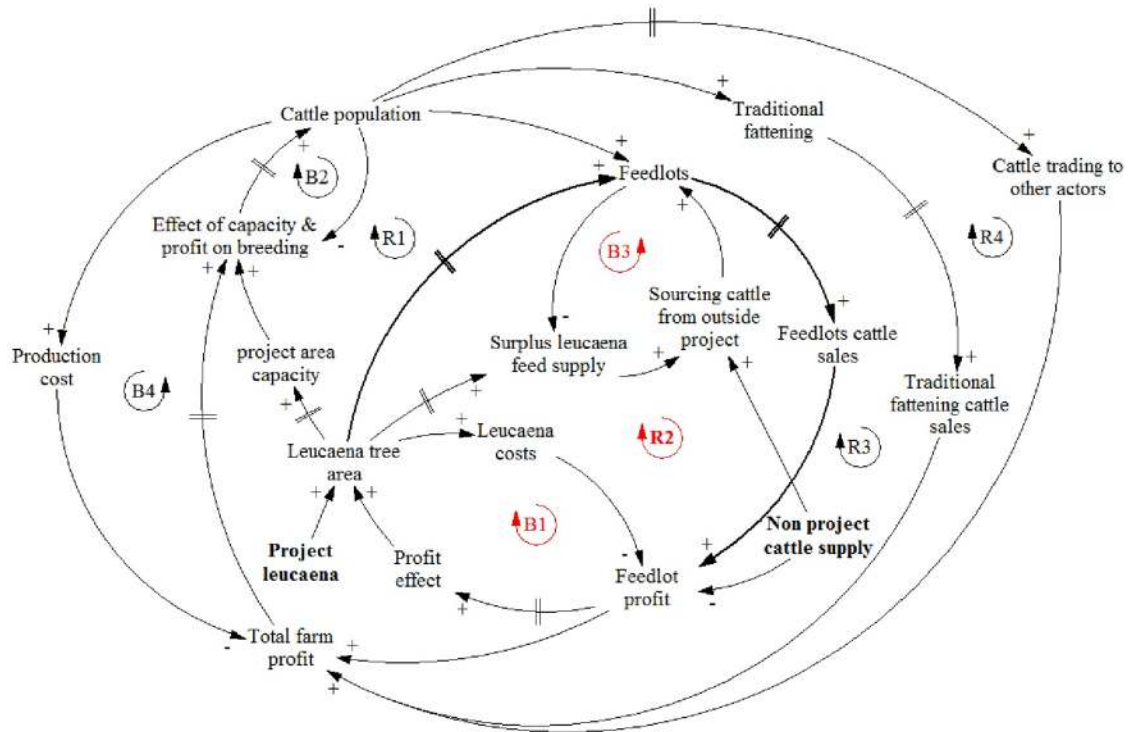 +
Cattle population
Traditional
fattening
+
+
+
+
Feedlots
Cattle trading to
other actors
B2
Effect of capacity &
profit on breeding
-
R1
+
+
+
B3
R4
Sourcing cattle
from outside
project
+
Production
cost
project area
capacity
+
B4
-
Surplus leucaena
feed supply
+
+
+
+
Feedlots cattle
sales
+
Traditional
fattening cattle
sales
+
Leucaena
costs
R2
R3
Leucaena tree
area
+
+
B1
Project
leucaena
Profit
effect
+
-
+
Feedlot
profit
-
Non project
cattle supply
-
Total farm
profit
+
+